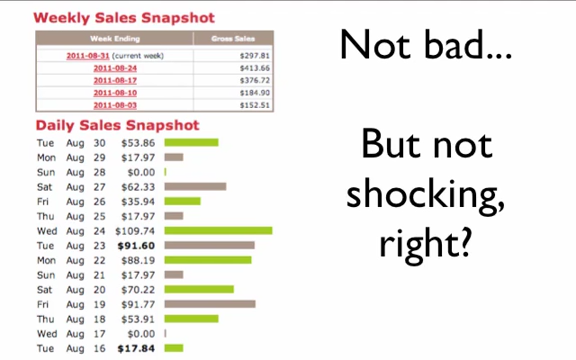 Weekly Sales Snapshot
Week Ending Gross Sales
2011-08-31 (current week) $297.81
2011-08-24 $413.66
2011-08-17 $376.72
2011-08-10 $184.90
2011-08-03 $152.51
Daily Sales Snapshot
Tue Aug 30 $53.86
Mon Aug 29 $17.97
Sun Aug 28 $0.00
Sat Aug 27 $62.33
Fri Aug 26 $35.94
Thu Aug 25 $17.97
Wed Aug 24 $109.74
Tue Aug 23 $91.60
Mon Aug 22 $88.19
Sun Aug 21 $17.97
Sat Aug 20 $70.22
Fri Aug 19 $91.77
Thu Aug 18 $53.91
Wed Aug 17 $0.00
Tue Aug 16 $17.84
Not bad...
But not
shocking,
right?